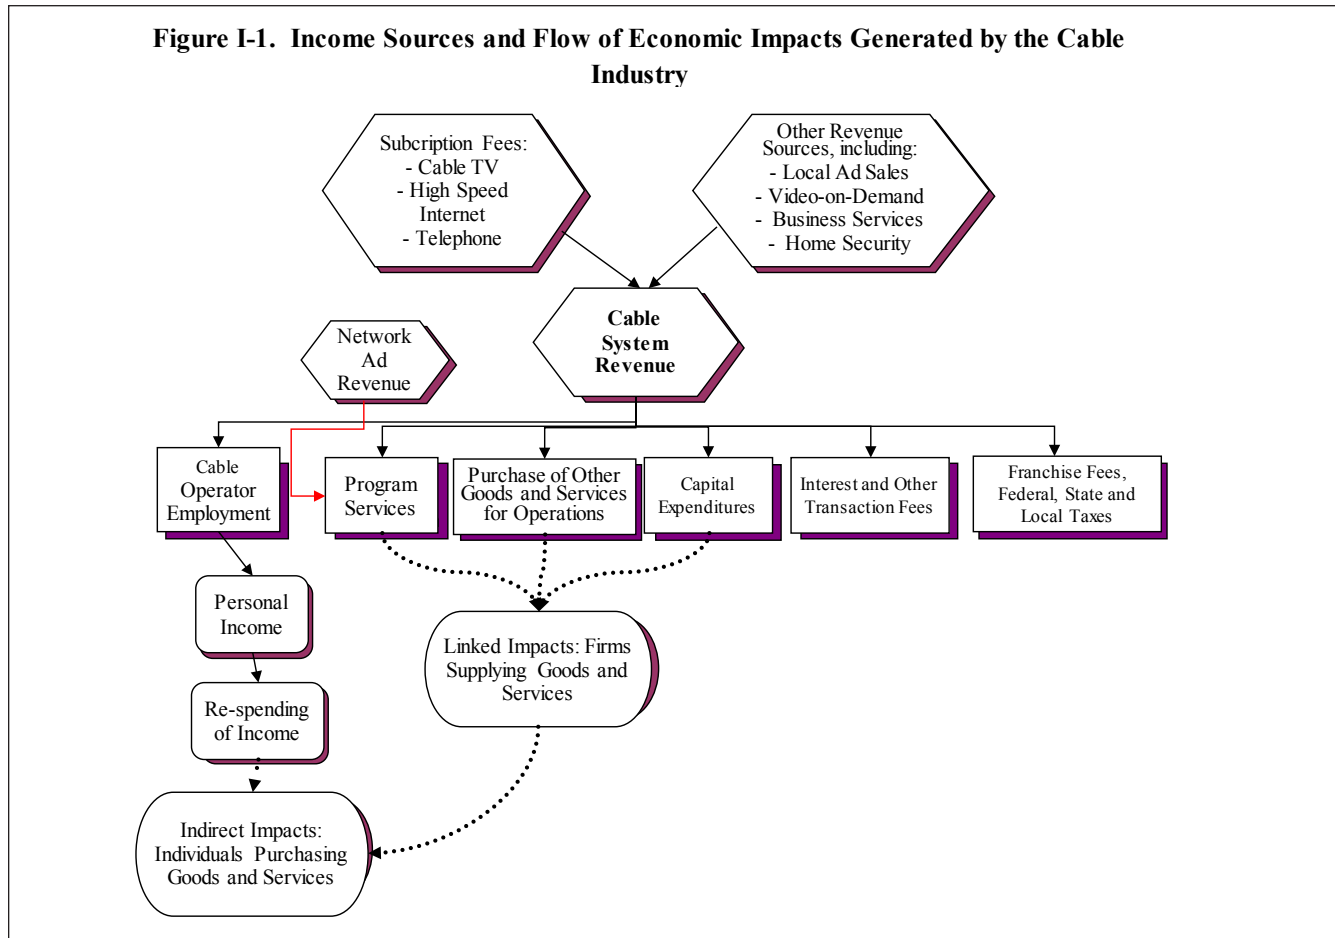 Figure I-1. Income Sources and Flow of Economic Impacts Generated by the Cable
Industry
Subcription Fees:
- Cable TV
- High Speed
Internet
- Telephone
Other Revenue
Sources, including:
- Local Ad Sales
- Video-on-Demand
- Business Services
- Home Security
Cable
System
Revenue
Network
Ad
Revenue
Cable
Operator
Employment
Program
Services
Purchase of Other
Goods and Services
for Operations
Capital
Expenditures
Interest and Other
Transaction Fees
Franchise Fees,
Federal, State and
Local Taxes
Personal
Income
Linked Impacts: Firms
Supplying Goods and
Services
Re-spending
of Income
Indirect Impacts:
Individuals Purchasing
Goods and Services